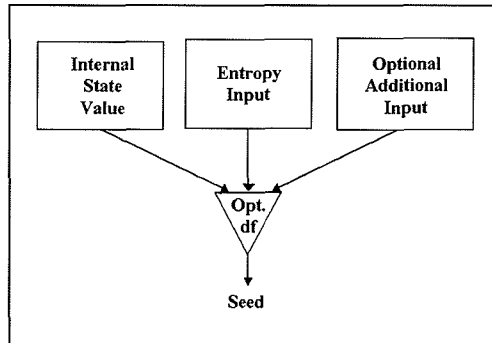 Internal
State
Value
Entropy
Input
Optional
Additional
Input
Opt.
df
Seed